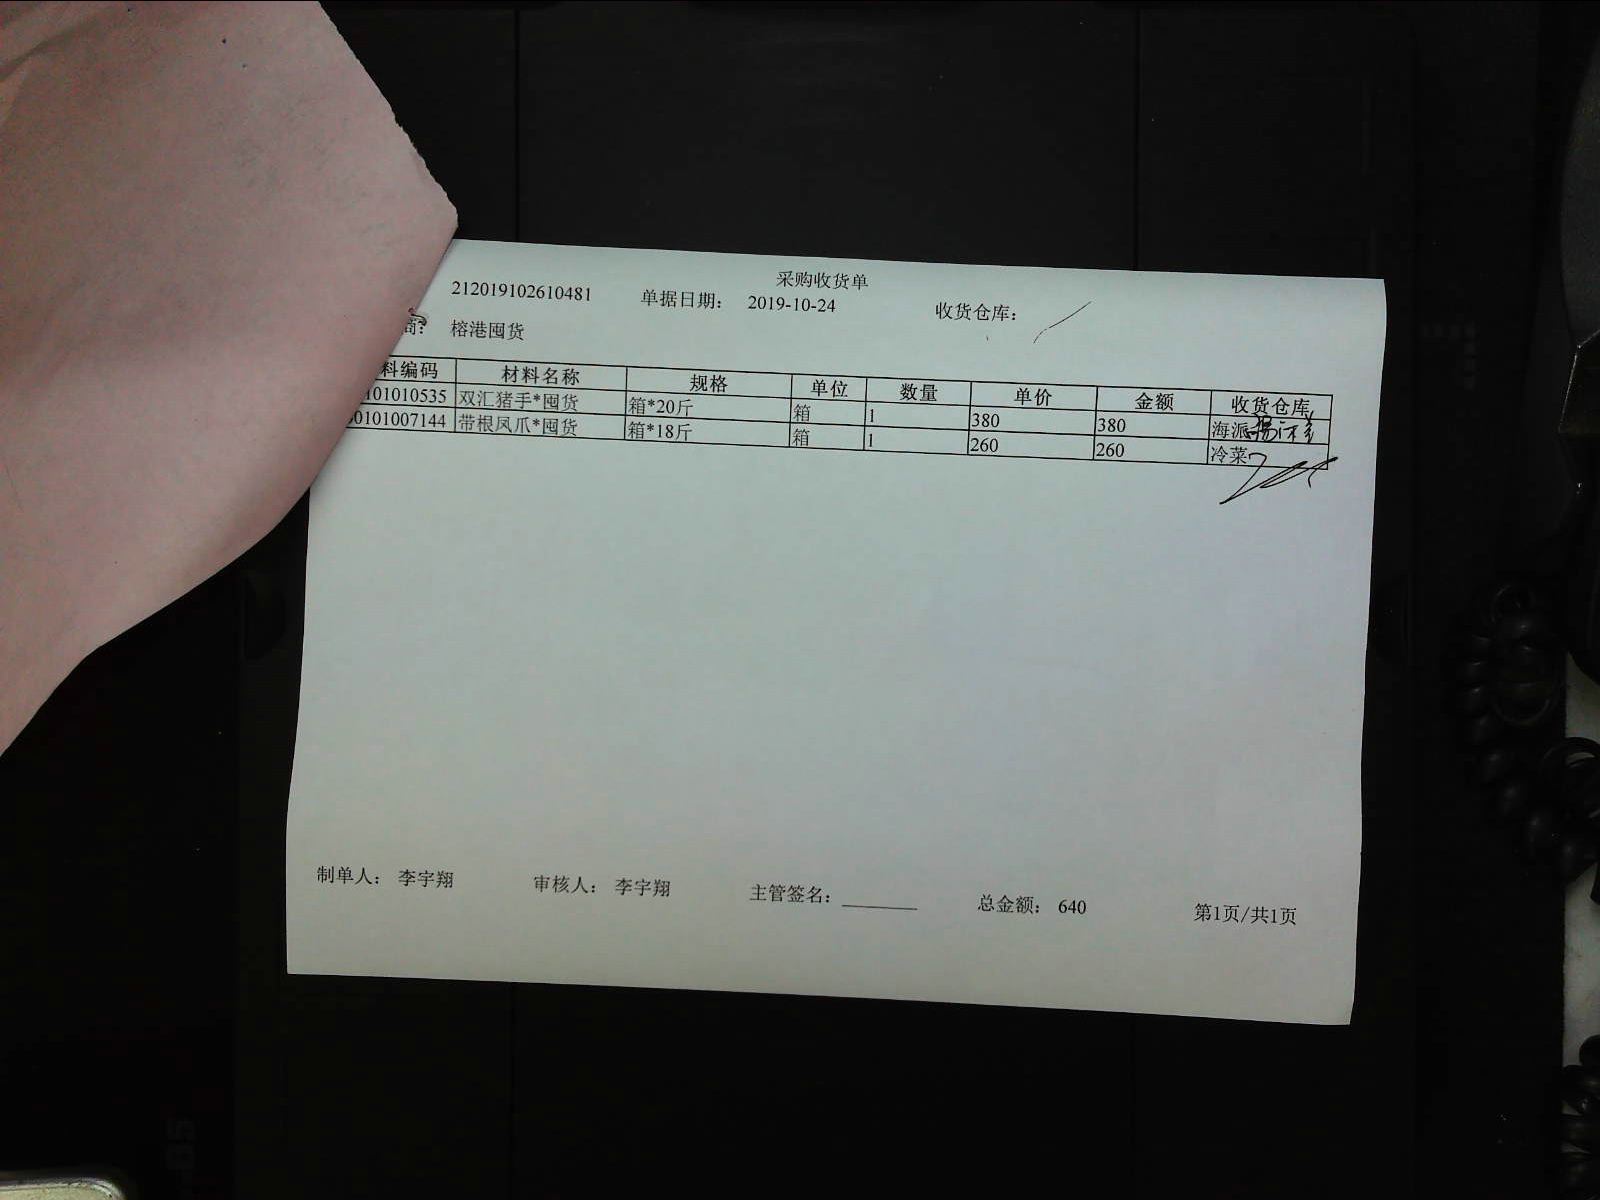 采购收货单
212019102610481 单据日期： 2019-10-24 收货仓库：
商： 榕港囤货
料编码 材料名称 规格 单位 数量 单价 金额 收货仓库
101010535 双汇猪手*囤货 箱*20斤 箱 1 380 380 海派
0101007144 带根凤爪*囤货 箱*18斤 箱 1 260 260 冷菜
制单人： 李宇翔 审核人： 李宇翔 主管签名： 总金额： 640 第1页/共1页